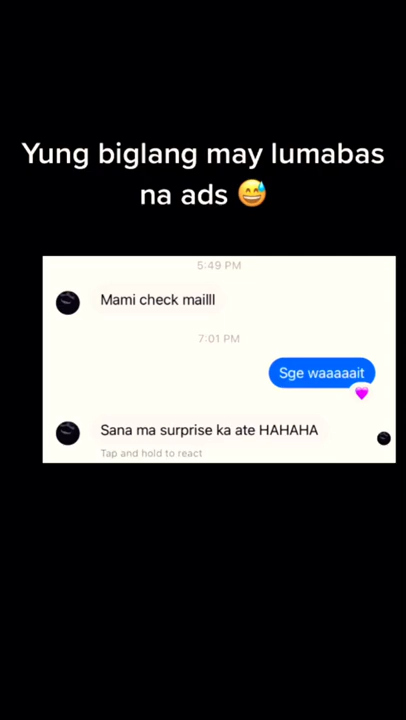 Yung biglang may lumabas
na ads 😅
5:49 PM
Mami check mailll
7:01 PM
Sge waaaaait
Sana ma surprise ka ate HAHAHA
Tap and hold to react